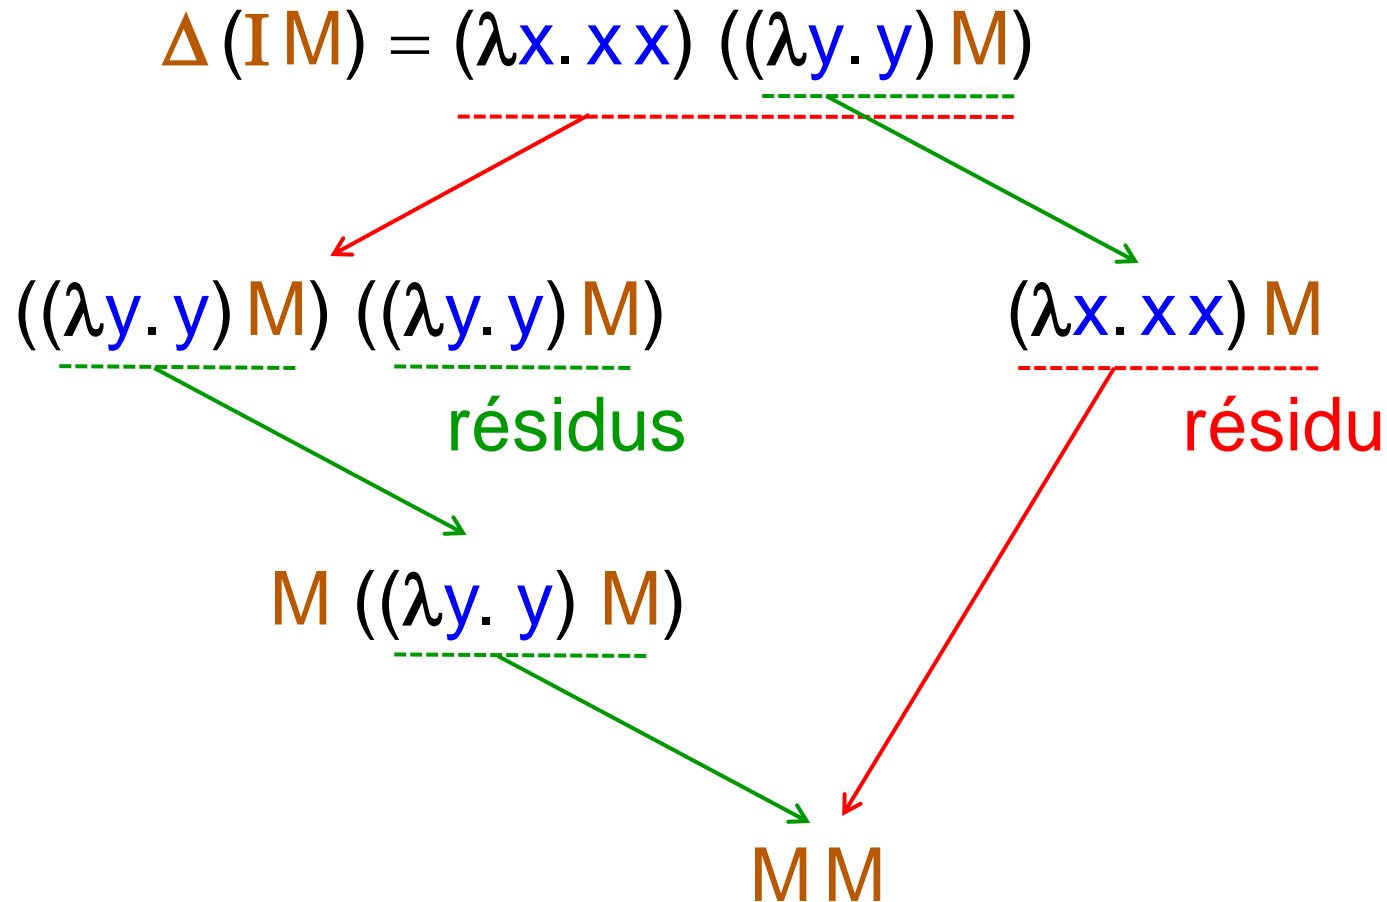 Δ (I M) = (λx. x x) ((λy. y) M)
((λy. y) M) ((λy. y) M)
(λx. x x) M
résidus
résidu
M ((λy. y) M)
M M